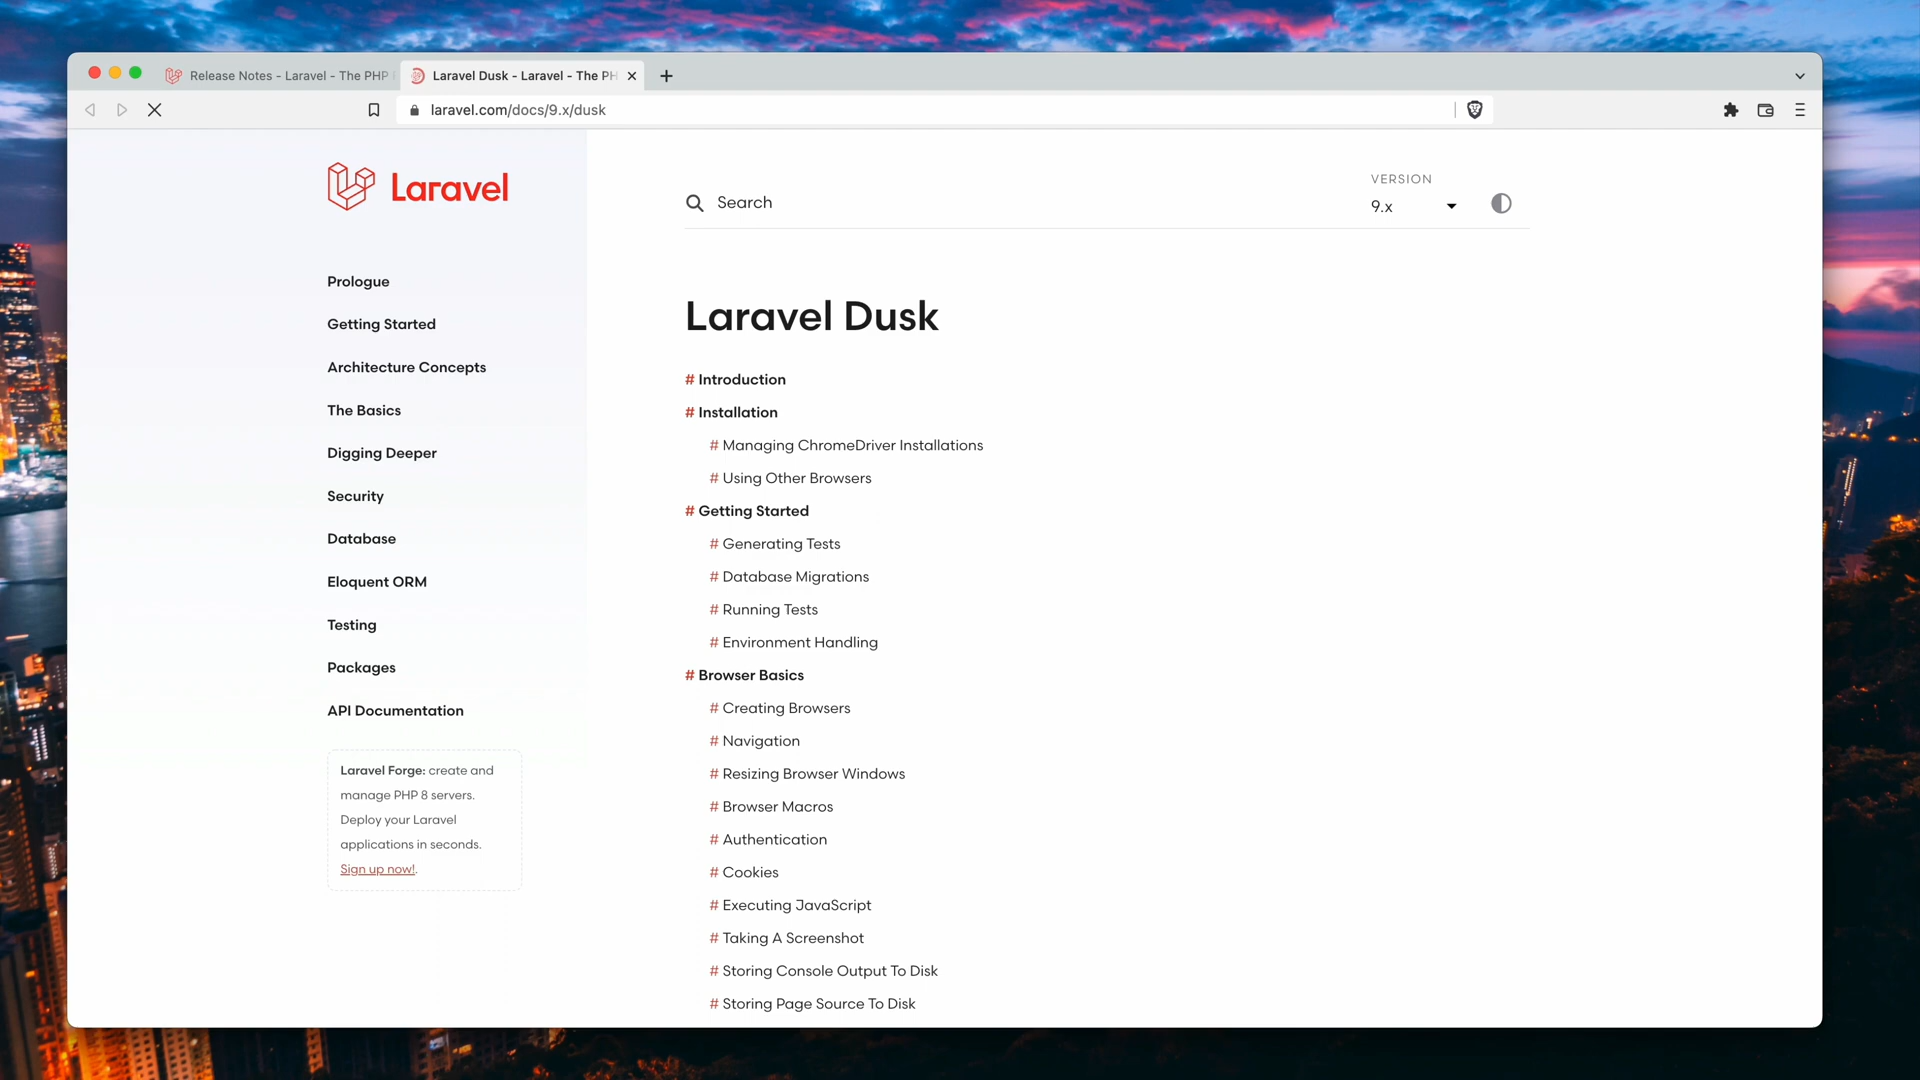 Release Notes - Laravel - The PHP
Laravel Dusk - Laravel - The PH
laravel.com/docs/9.x/dusk
Laravel
Prologue
Getting Started
Architecture Concepts
The Basics
Digging Deeper
Security
Database
Eloquent ORM
Testing
Packages
API Documentation
Laravel Forge: create and
manage PHP 8 servers.
Deploy your Laravel
applications in seconds.
Sign up now!.
Search
VERSION
9.x
Laravel Dusk
# Introduction
# Installation
# Managing ChromeDriver Installations
# Using Other Browsers
# Getting Started
# Generating Tests
# Database Migrations
# Running Tests
# Environment Handling
# Browser Basics
# Creating Browsers
# Navigation
# Resizing Browser Windows
# Browser Macros
# Authentication
# Cookies
# Executing JavaScript
# Taking A Screenshot
# Storing Console Output To Disk
# Storing Page Source To Disk